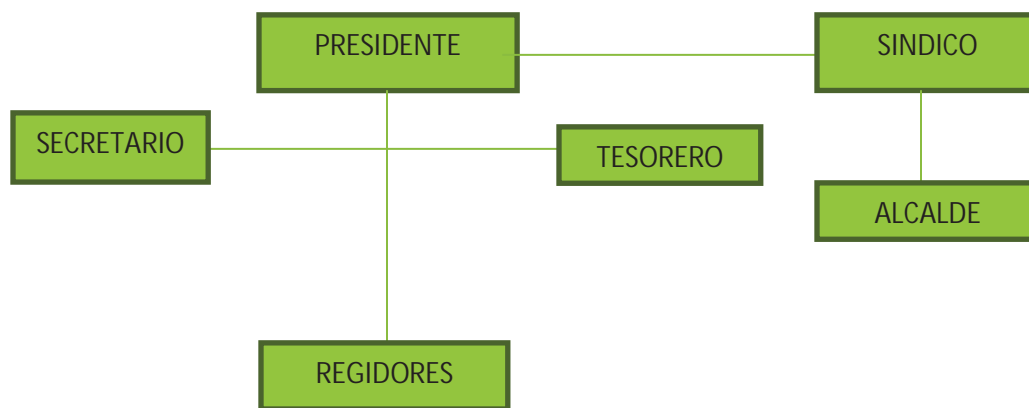 PRESIDENTE
SINDICO
SECRETARIO
TESORERO
ALCALDE
REGIDORES